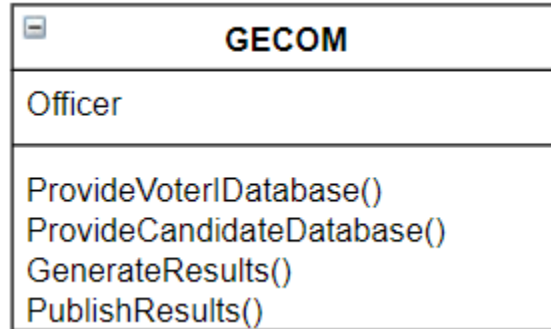 GECOM
Officer
ProvideVoterIDatabase()
ProvideCandidateDatabase()
GenerateResults()
PublishResults()